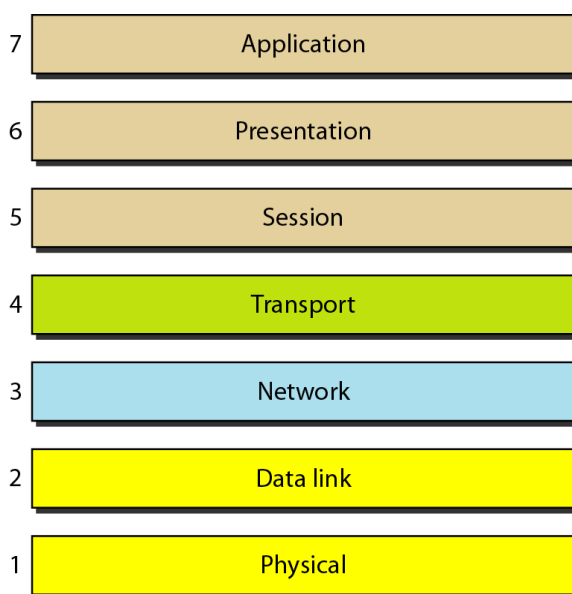 7 Application
6 Presentation
5 Session
4 Transport
3 Network
2 Data link
1 Physical